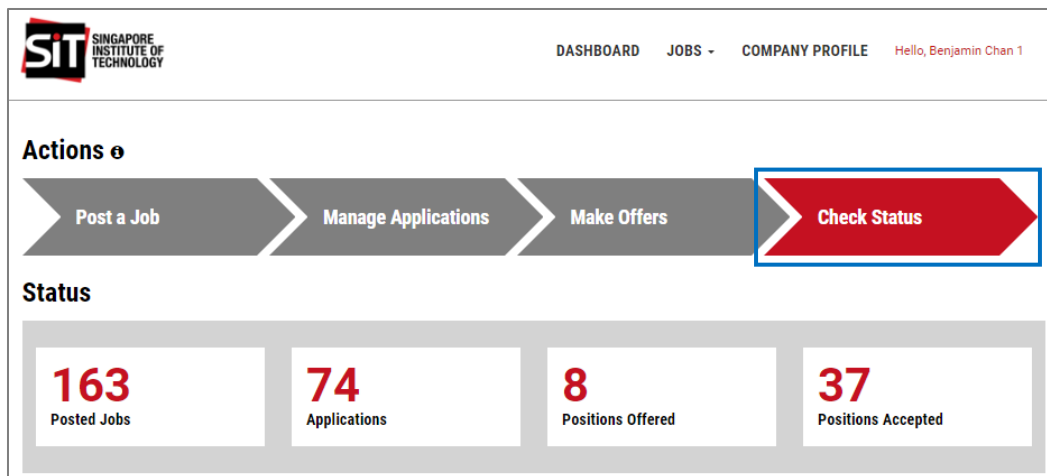 SiT SINGAPORE
INSTITUTE OF
TECHNOLOGY
DASHBOARD JOBS COMPANY PROFILE Hello, Benjamin Chan 1
Actions
Post a Job Manage Applications Make Offers Check Status
Status
163 74 8 37
Posted Jobs Applications Positions Offered Positions Accepted